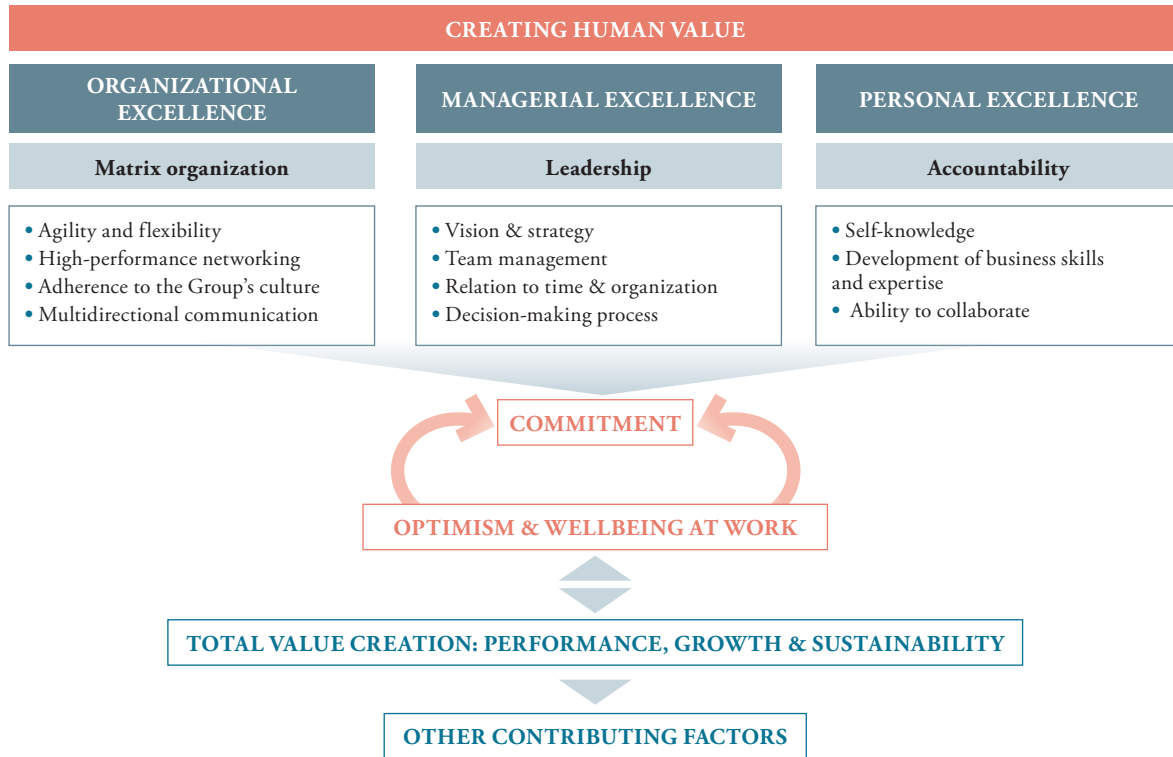 CREATING HUMAN VALUE
ORGANIZATIONAL
EXCELLENCE
Matrix organization
• Agility and flexibility
• High-performance networking
• Adherence to the Group’s culture
• Multidirectional communication
MANAGERIAL EXCELLENCE
Leadership
• Vision & strategy
• Team management
• Relation to time & organization
• Decision-making process
PERSONAL EXCELLENCE
Accountability
• Self-knowledge
• Development of business skills
and expertise
• Ability to collaborate
COMMITMENT
OPTIMISM & WELLBEING AT WORK
TOTAL VALUE CREATION: PERFORMANCE, GROWTH & SUSTAINABILITY
OTHER CONTRIBUTING FACTORS